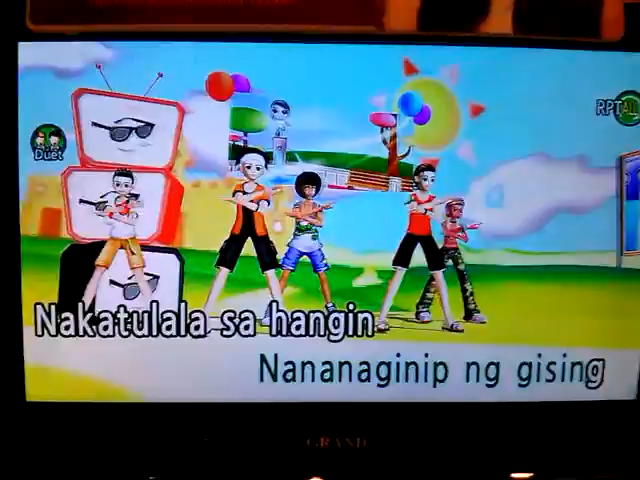 Duet
RPT
Nakatulala sa hangin
Nananaginip ng gising
GRAND